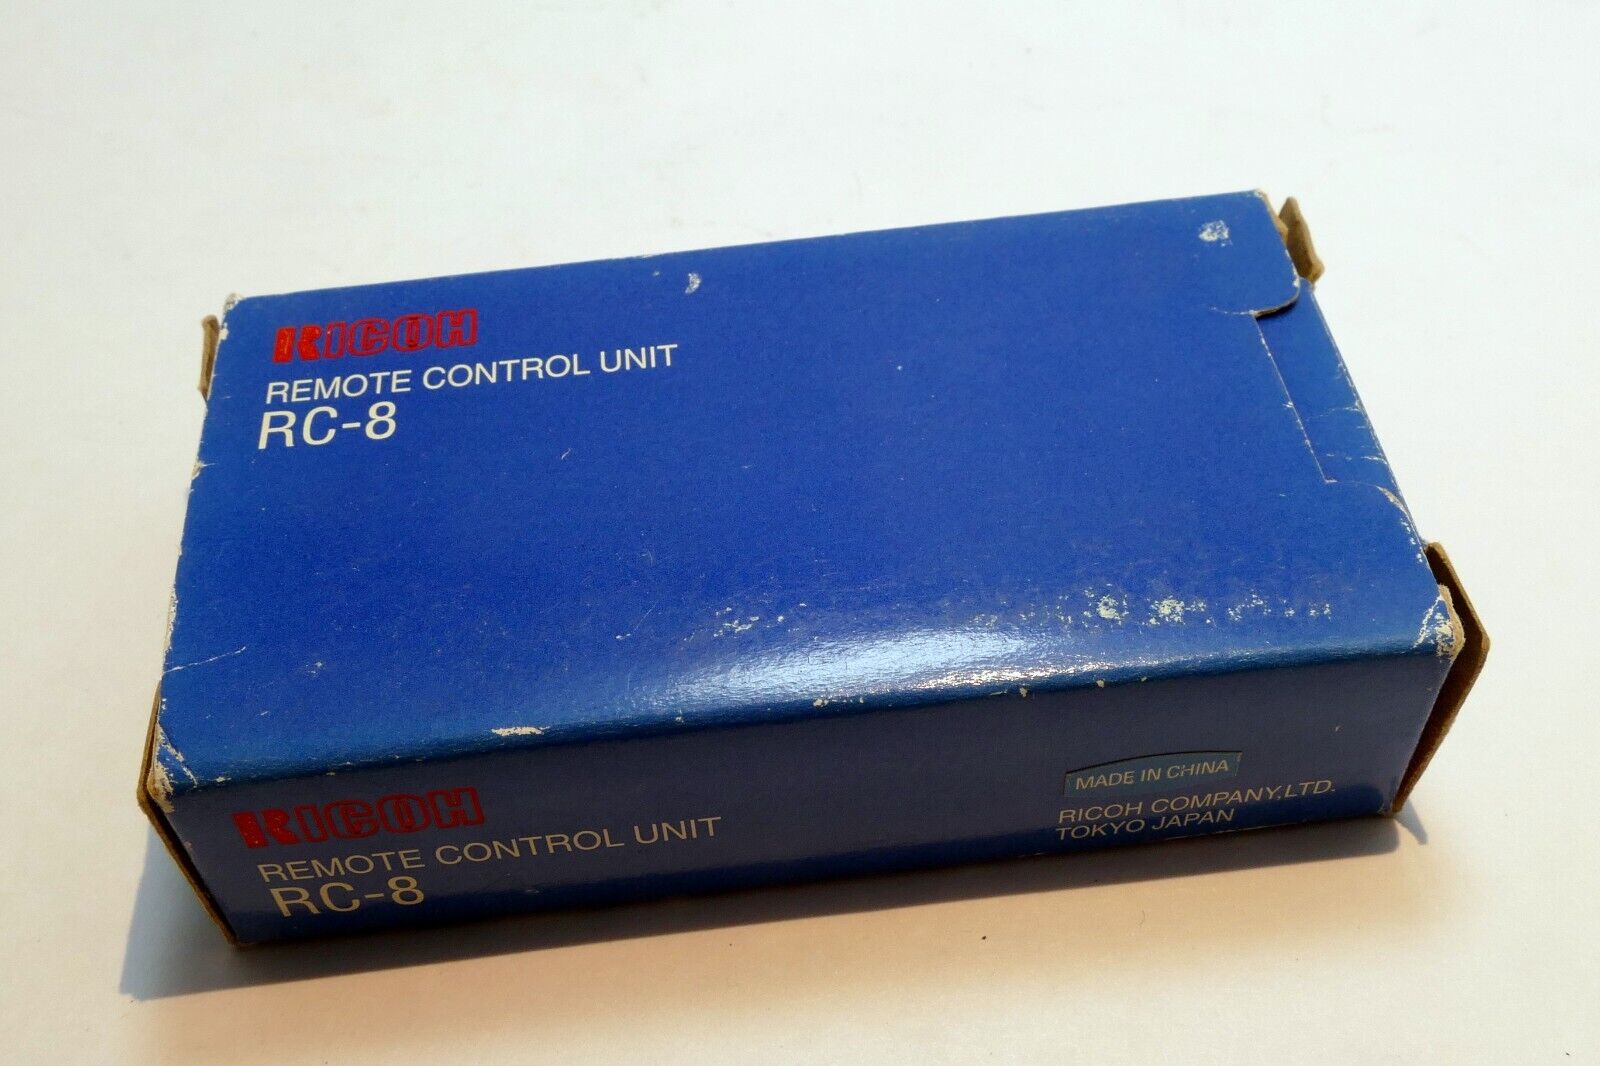 RICOH
REMOTE CONTROL UNIT
RC-8
RICOH
REMOTE CONTROL UNIT
RC-8
MADE IN CHINA
RICOH COMPANY,LTD.
TOKYO JAPAN